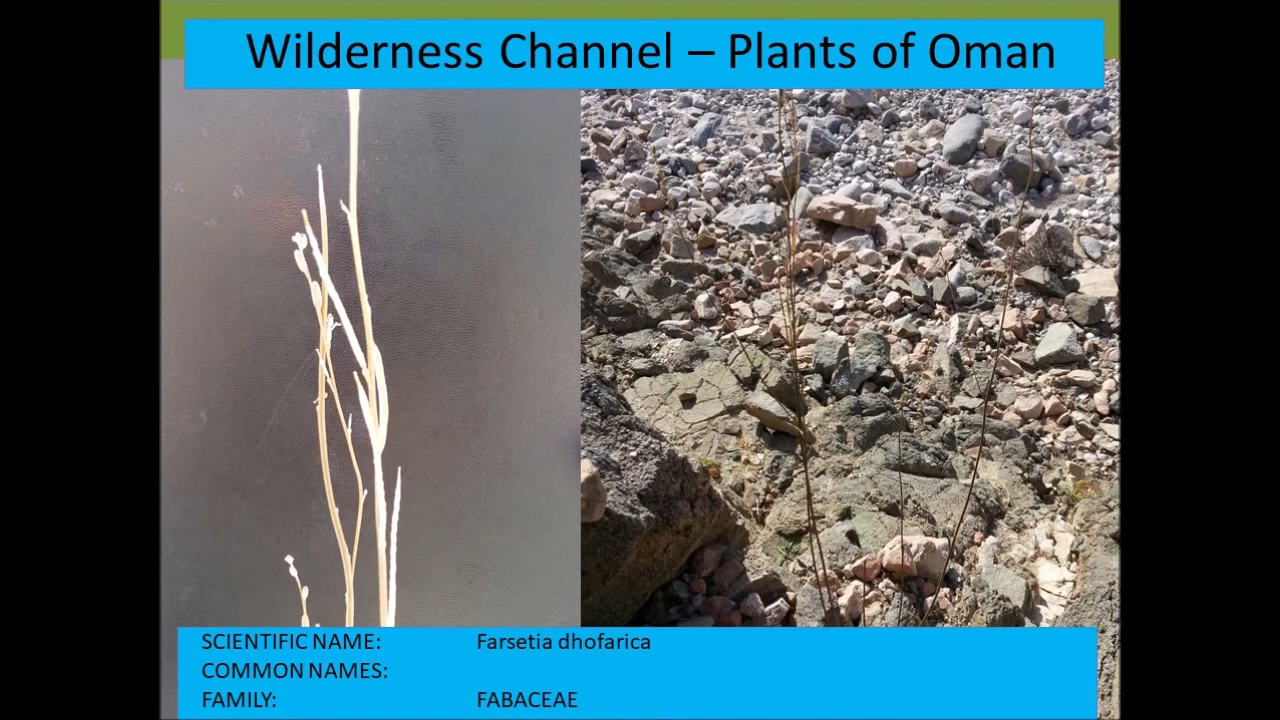 Wilderness Channel – Plants of Oman
SCIENTIFIC NAME: Farsetia dhofarica
COMMON NAMES:
FAMILY: FABACEAE